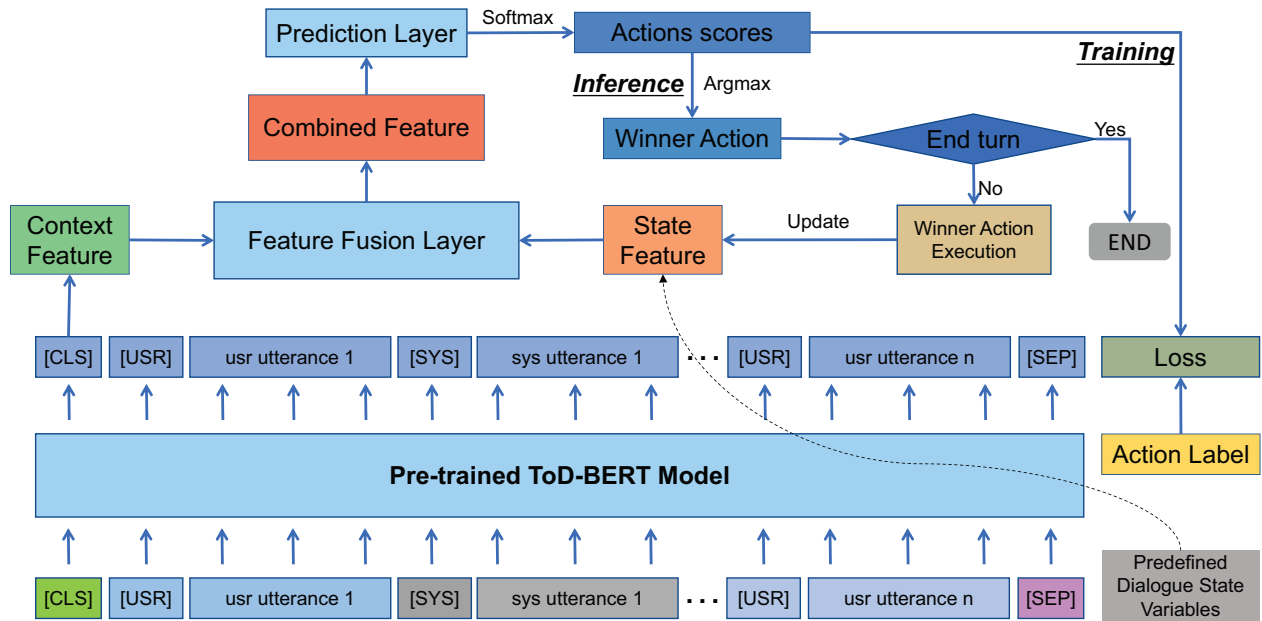 Prediction Layer
Softmax
Actions scores
Training
Inference
Argmax
Combined Feature
Winner Action
End turn
Yes
No
Context
Feature
Feature Fusion Layer
State
Feature
Update
Winner Action
Execution
END
[CLS] [USR] usr utterance 1 [SYS] sys utterance 1 ... [USR] usr utterance n [SEP]
Loss
Pre-trained ToD-BERT Model
Action Label
[CLS] [USR] usr utterance 1 [SYS] sys utterance 1 ... [USR] usr utterance n [SEP]
Predefined
Dialogue State
Variables